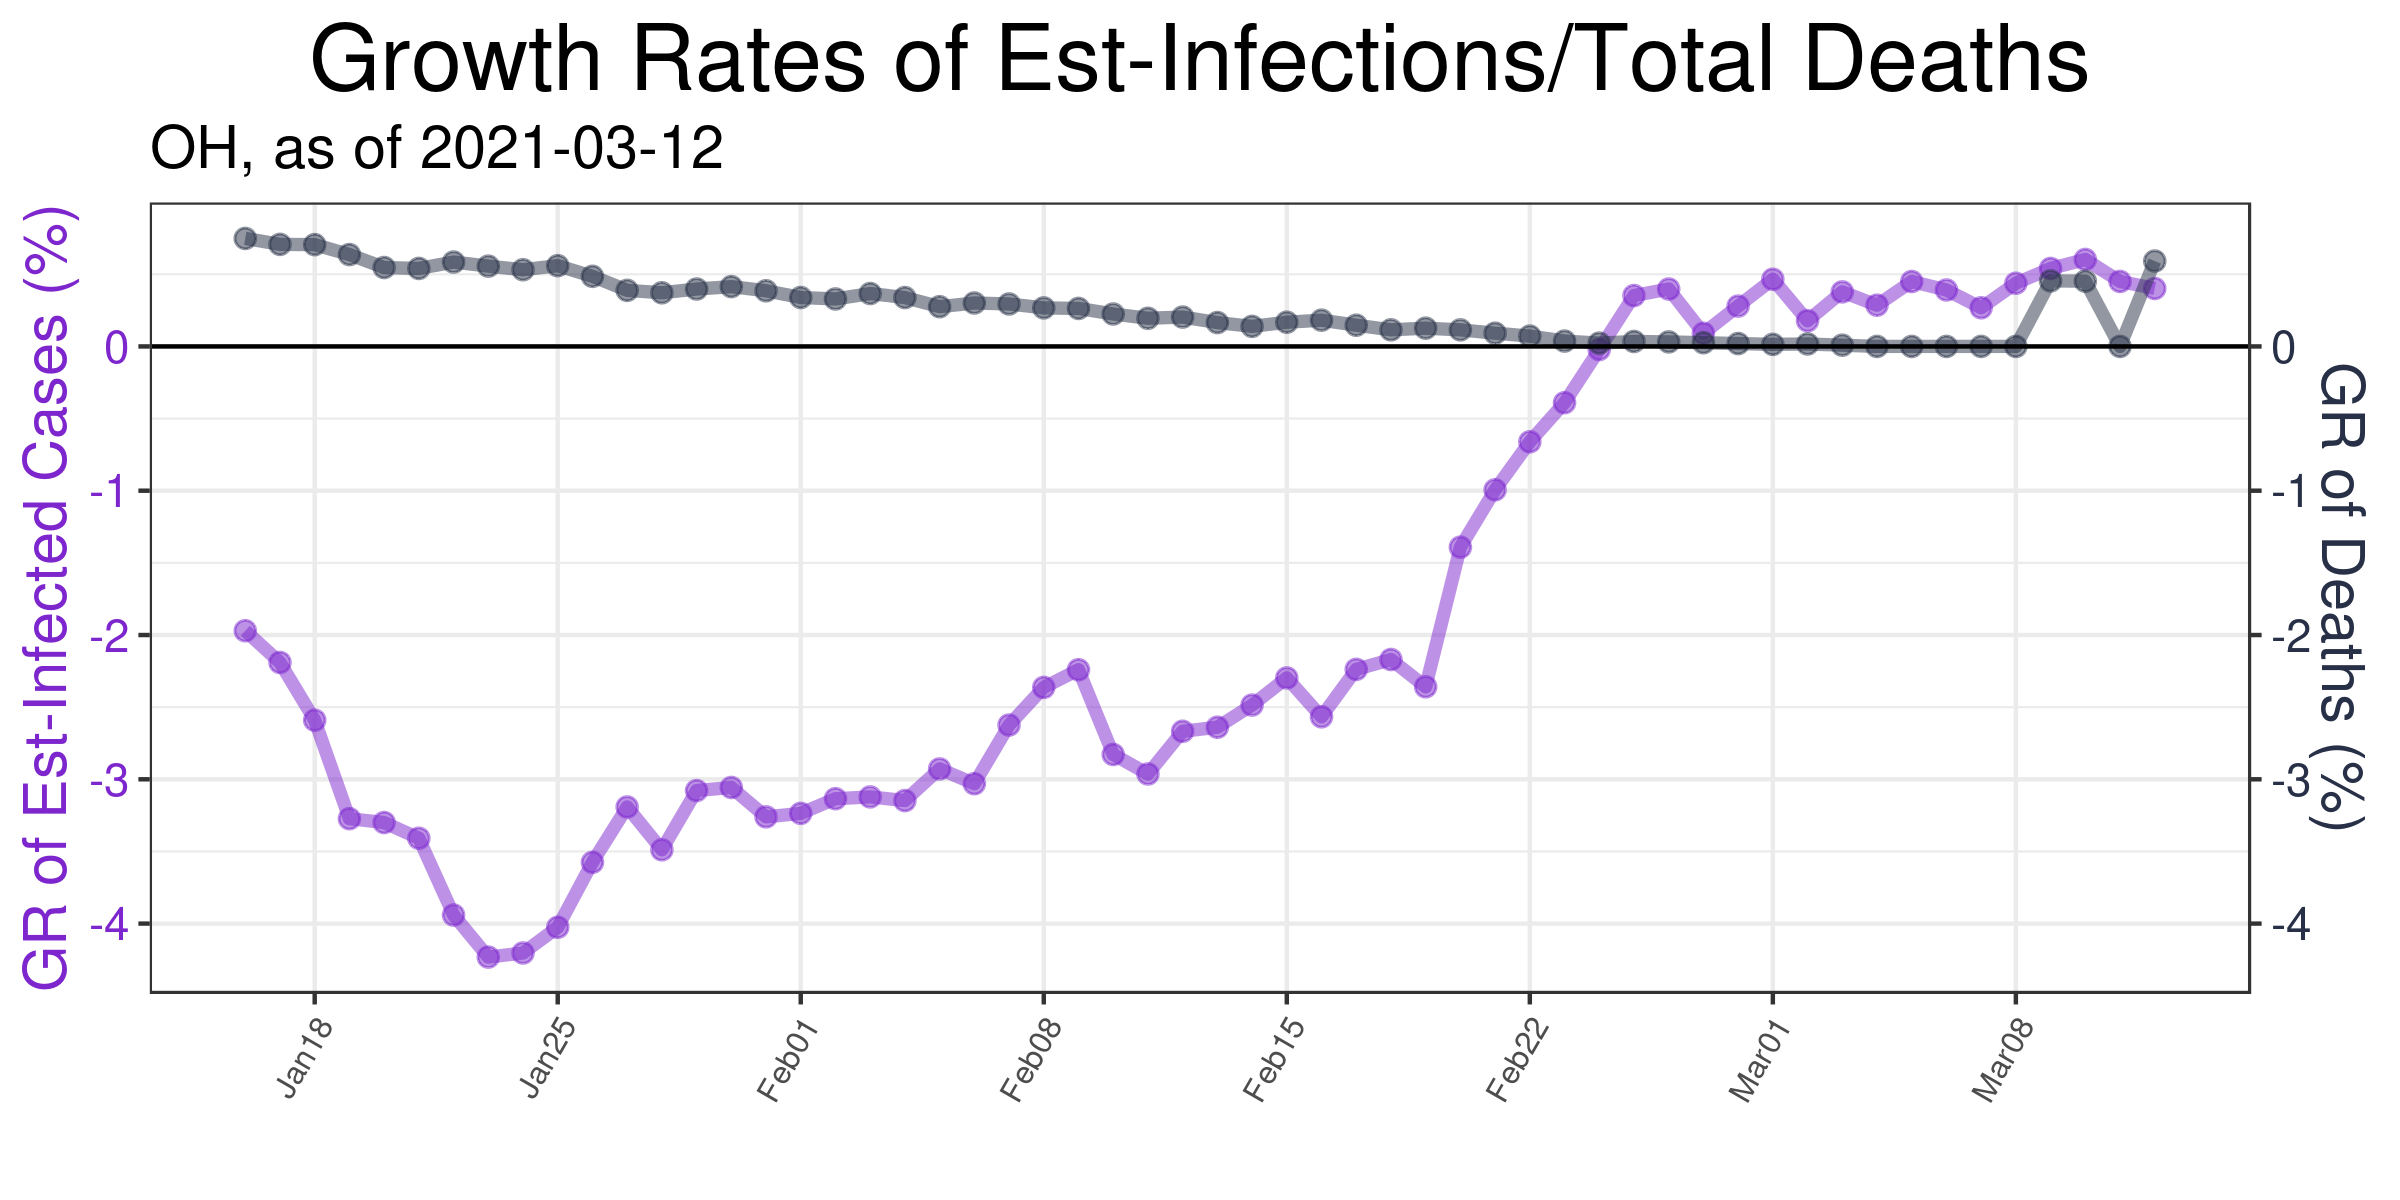 Growth Rates of Est-Infections/Total Deaths
OH, as of 2021-03-12
GR of Est-Infected Cases (%)
0
-1
-2
-3
-4
0
-1
-2
-3
-4
GR of Deaths (%)
Jan18
Jan25
Feb01
Feb08
Feb15
Feb22
Mar01
Mar08